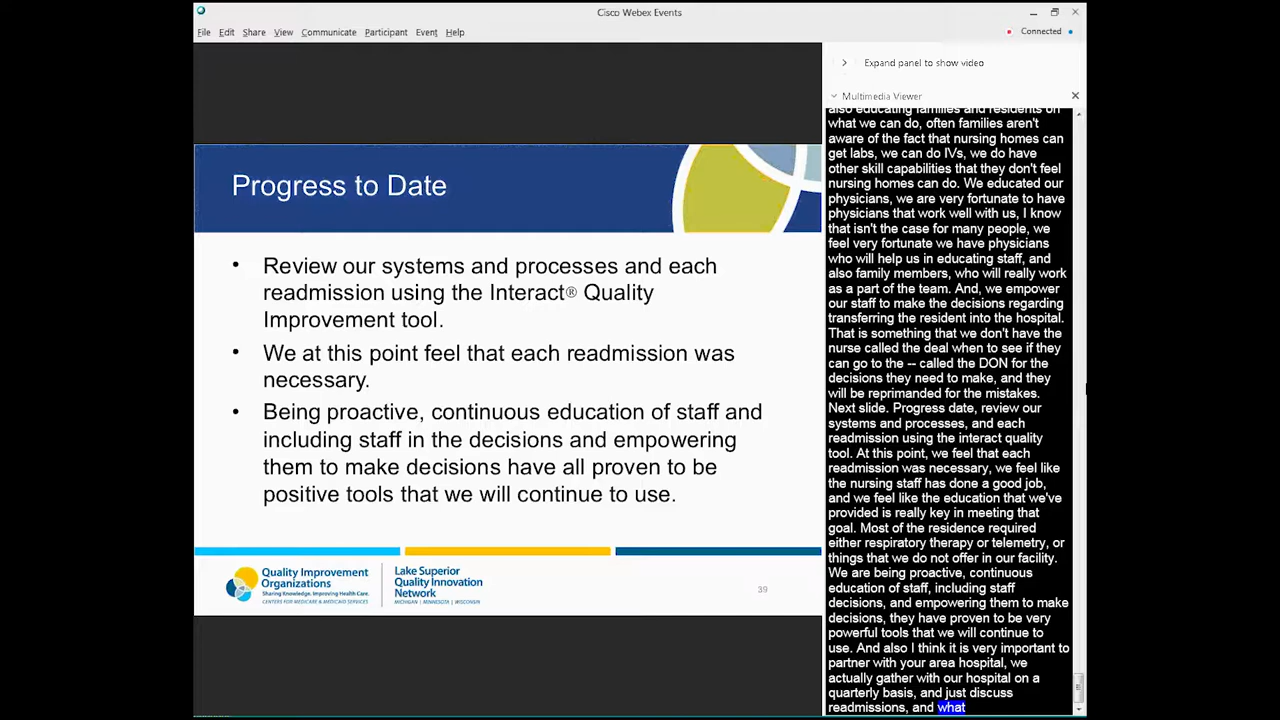 Cisco Webex Events
File Edit Share View Communicate Participant Event Help
Connected
Expand panel to show video
Multimedia Viewer
Progress to Date
• Review our systems and processes and each
readmission using the Interact® Quality
Improvement tool.
• We at this point feel that each readmission was
necessary.
• Being proactive, continuous education of staff and
including staff in the decisions and empowering
them to make decisions have all proven to be
positive tools that we will continue to use.
Quality Improvement
Organizations
Sharing Knowledge. Improving Health Care.
CENTERS FOR MEDICARE & MEDICAID SERVICES
Lake Superior
Quality Innovation
Network
MICHIGAN | MINNESOTA | WISCONSIN
39
also educating families and residents on
what we can do, often families aren't
aware of the fact that nursing homes can
get labs, we can do IVs, we do have
other skill capabilities that they don't feel
nursing homes can do. We educated our
physicians, we are very fortunate to have
physicians that work well with us, I know
that isn't the case for many people, we
feel very fortunate we have physicians
who will help us in educating staff, and
also family members, who will really work
as a part of the team. And, we empower
our staff to make the decisions regarding
transferring the resident into the hospital.
That is something that we don't have the
nurse called the deal when to see if they
can go to the -- called the DON for the
decisions they need to make, and they
will be reprimanded for the mistakes.
Next slide. Progress date, review our
systems and processes, and each
readmission using the interact quality
tool. At this point, we feel that each
readmission was necessary, we feel like
the nursing staff has done a good job,
and we feel like the education that we've
provided is really key in meeting that
goal. Most of the residence required
either respiratory therapy or telemetry, or
things that we do not offer in our facility.
We are being proactive, continuous
education of staff, including staff
decisions, and empowering them to make
decisions, they have proven to be very
powerful tools that we will continue to
use. And also I think it is very important to
partner with your area hospital, we
actually gather with our hospital on a
quarterly basis, and just discuss
readmissions, and what